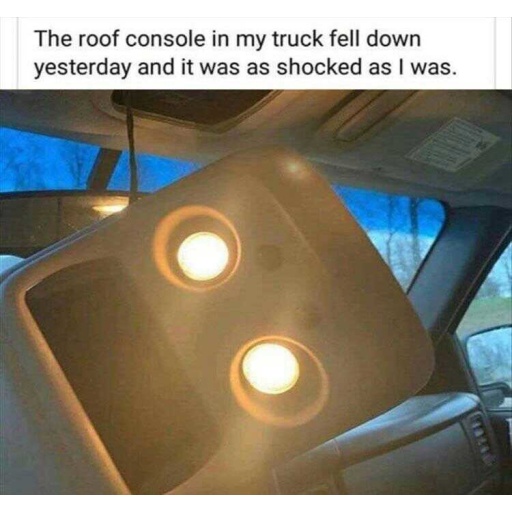 The roof console in my truck fell down
yesterday and it was as shocked as I was.